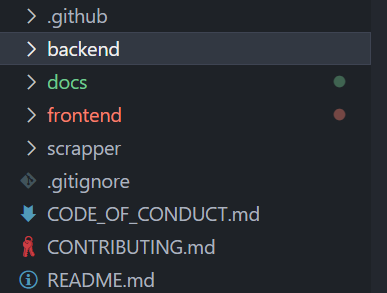 .github
backend
docs
frontend
scrapper
.gitignore
CODE_OF_CONDUCT.md
CONTRIBUTING.md
README.md